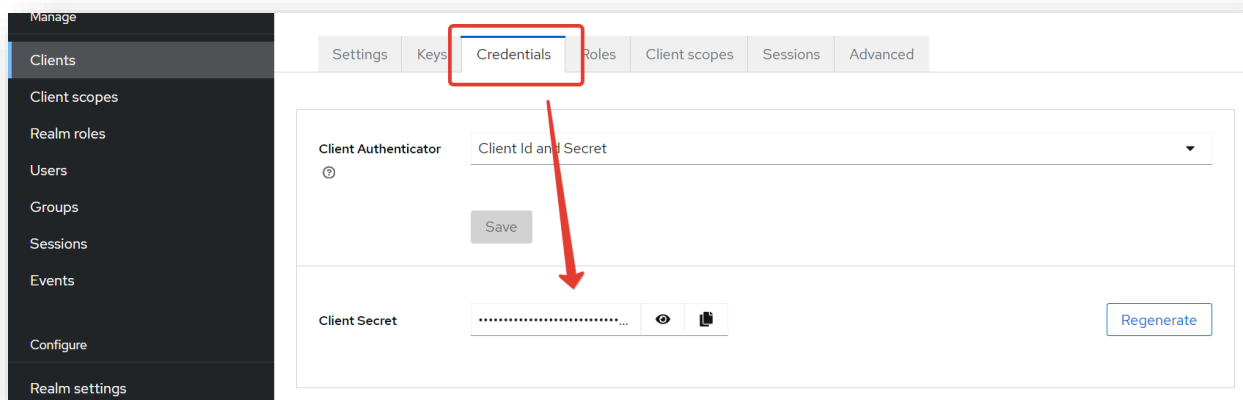 Manage
Clients
Client scopes
Realm roles
Users
Groups
Sessions
Events
Configure
Realm settings
Settings Keys Credentials Roles Client scopes Sessions Advanced
Client Authenticator Client Id and Secret
Save
Client Secret ••••••••••••••••••••••••••••... Regenerate